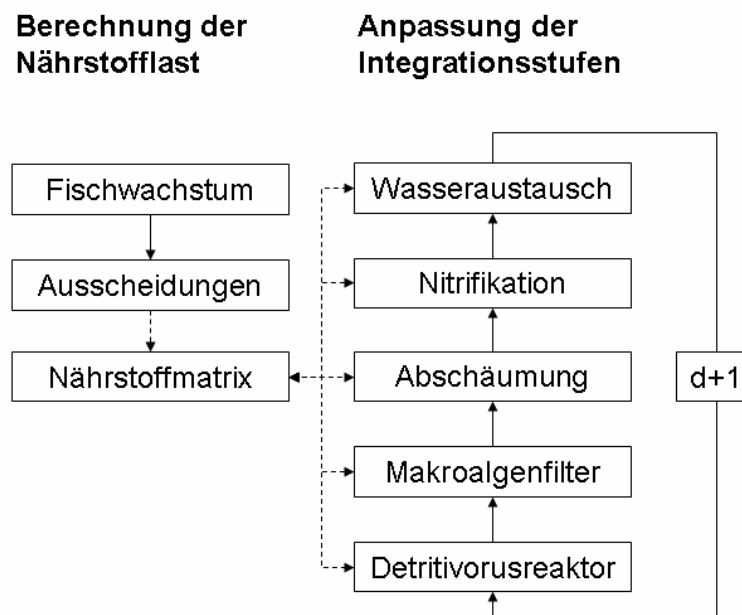 Berechnung der
Nährstofflast
Anpassung der
Integrationsstufen
Fischwachstum
Ausscheidungen
Nährstoffmatrix
Wasseraustausch
Nitrifikation
Abschäumung
Makroalgenfilter
Detritivorusreaktor
d+1